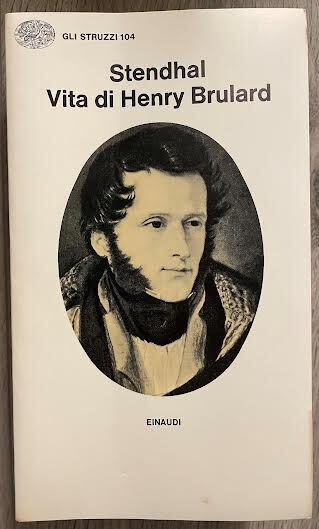 GLI STRUZZI 104
Stendhal
Vita di Henry Brulard
EINAUDI